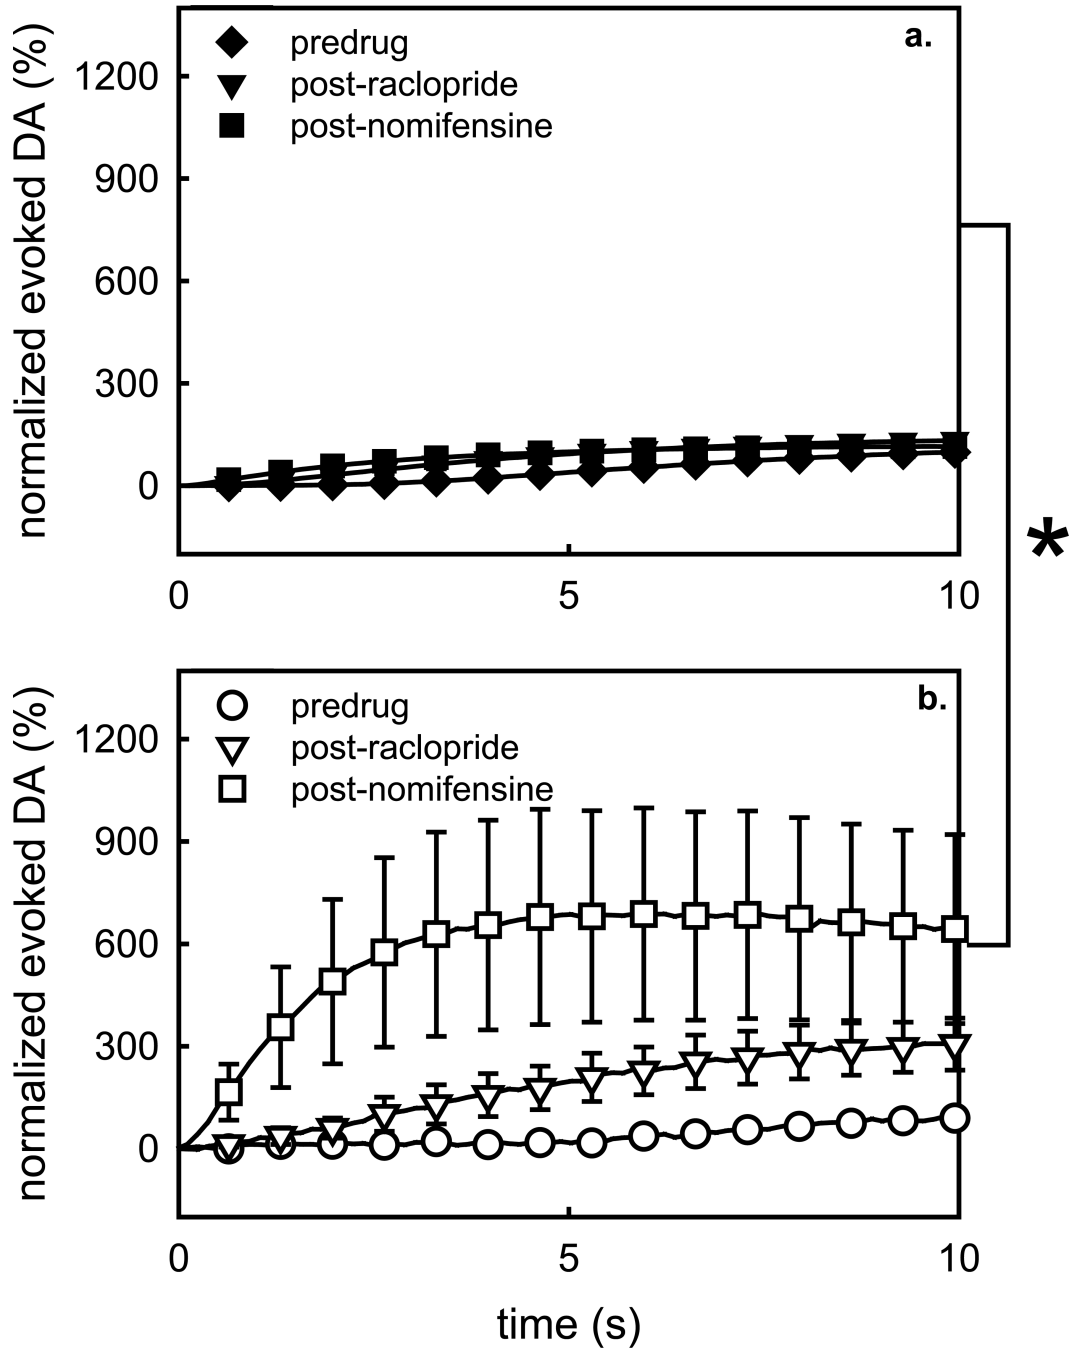 normalized evoked DA (%)
1200
900
600
300
0
predrug
post-raclopride
post-nomifensine
a.
0 5 10
*
normalized evoked DA (%)
1200
900
600
300
0
predrug
post-raclopride
post-nomifensine
b.
0 5 10
time (s)